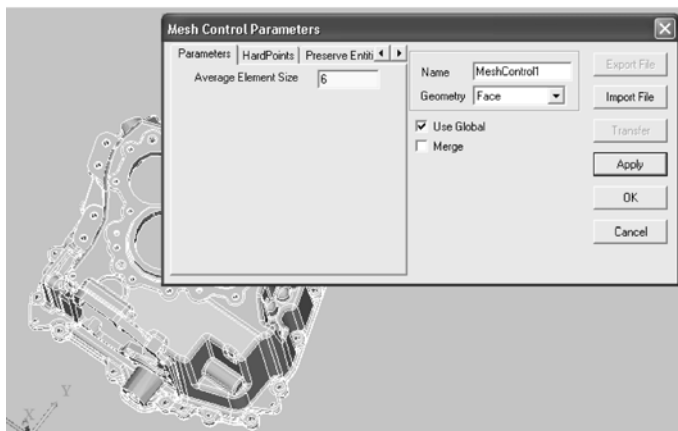 Mesh Control Parameters
Parameters HardPoints Preserve Entiti
Average Element Size 6
Name MeshControl1
Geometry Face
Use Global
Merge
Export File
Import File
Transfer
Apply
OK
Cancel
Y
X